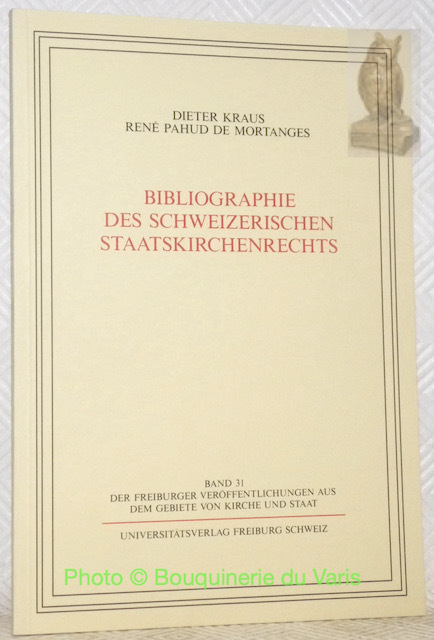 DIETER KRAUS
RENÉ PAHUD DE MORTANGES
BIBLIOGRAPHIE
DES SCHWEIZERISCHEN
STAATSKIRCHENRECHTS
BAND 31
DER FREIBURGER VERÖFFENTLICHUNGEN AUS
DEM GEBIETE VON KIRCHE UND STAAT
UNIVERSITÄTSVERLAG FREIBURG SCHWEIZ
Photo © Bouquinerie du Varis